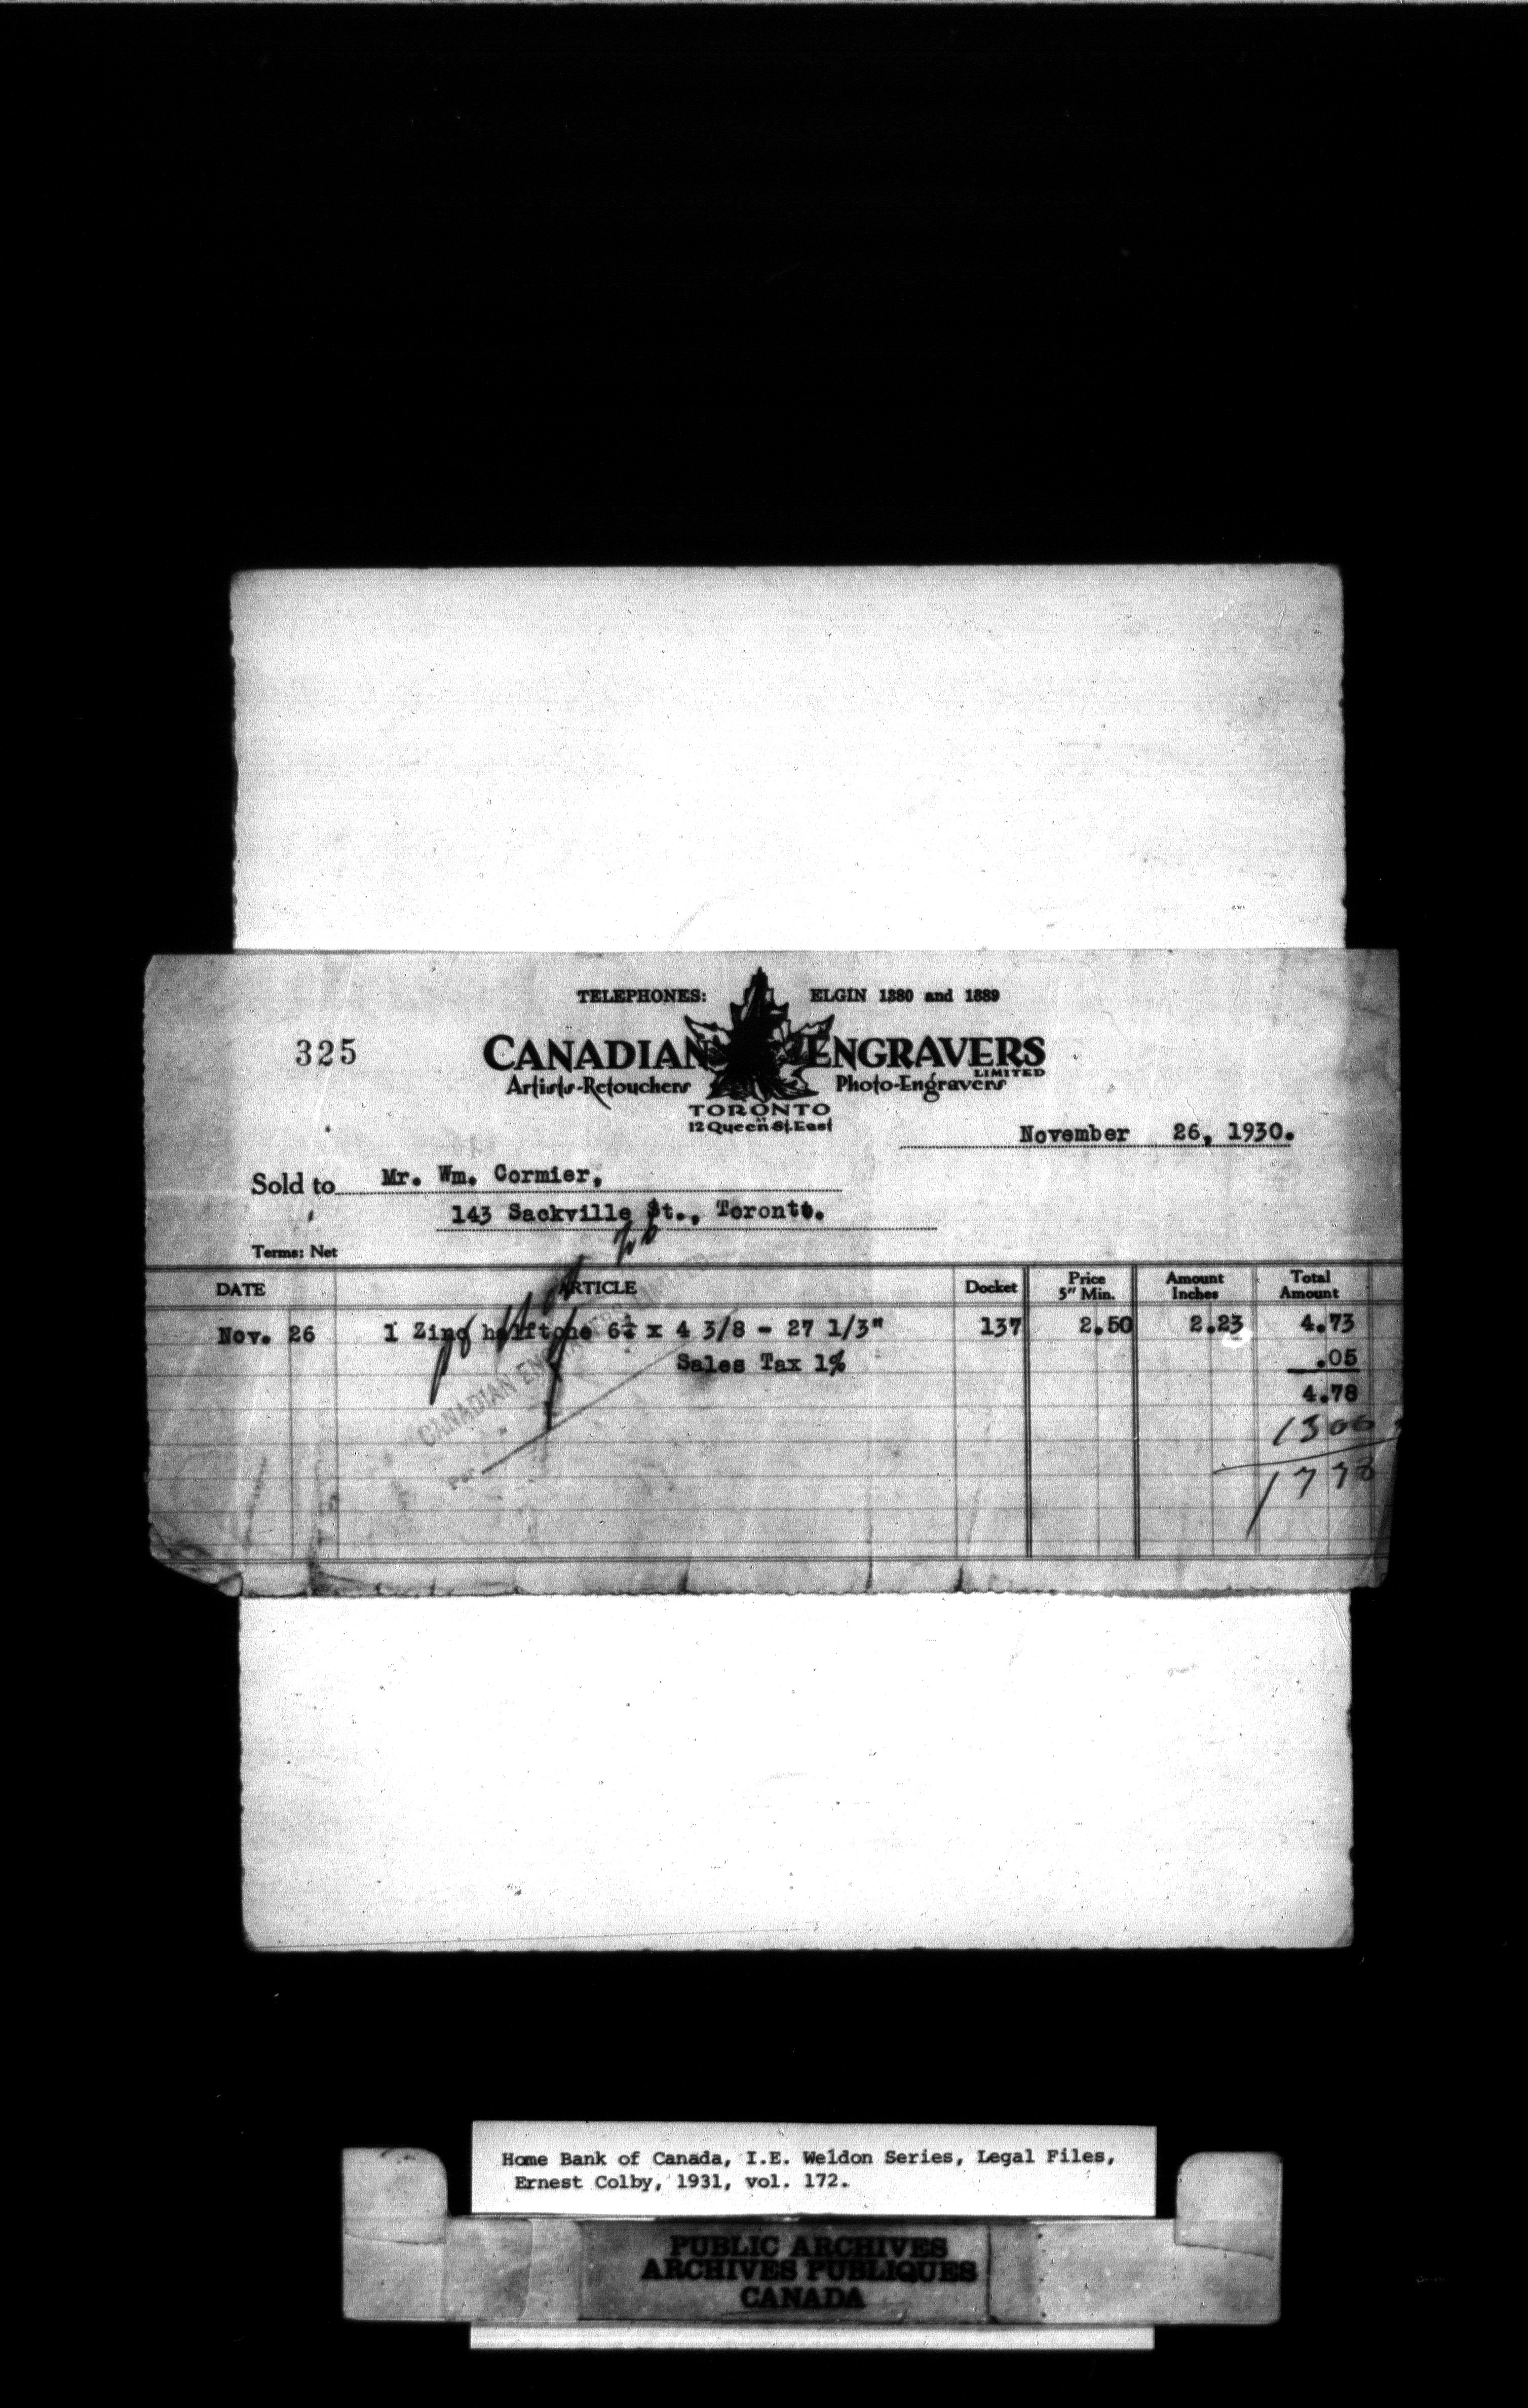 TELEPHONES: ELGIN 1380 and 1889
325
CANADIAN ENGRAVERS
LIMITED
Artists-Retouchers Photo-Engravers
TORONTO
12 Queen St. East
November 26, 1930.
Sold to Mr. Wm. Cormier,
143 Sackville St., Toronto.
Terms: Net
DATE ARTICLE Docket Price 5" Min. Amount Inches Total Amount
Nov. 26 1 Zinc halftone 6¼ x 4 3/8 - 27 1/3" 137 2.50 2.23 4.73
Sales Tax 1% .05
4.78
1300
1778
CANADIAN ENGRAVERS LIMITED
Per
Home Bank of Canada, I.E. Weldon Series, Legal Files,
Ernest Colby, 1931, vol. 172.
PUBLIC ARCHIVES
ARCHIVES PUBLIQUES
CANADA